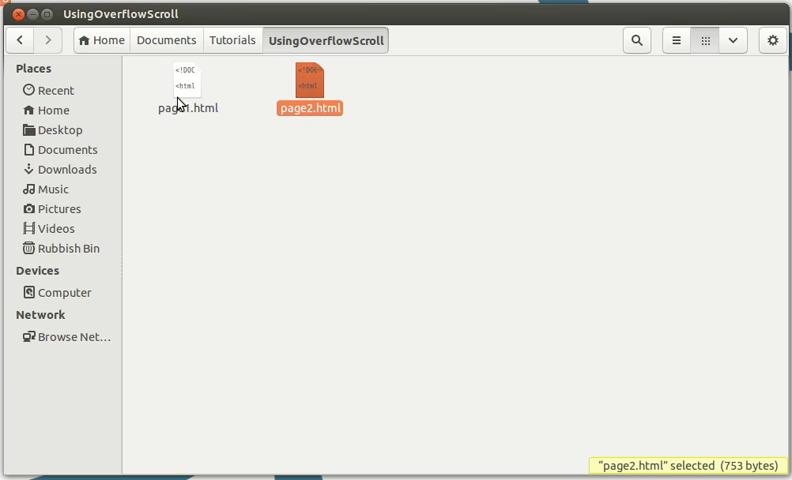 UsingOverflowScroll
Home Documents Tutorials UsingOverflowScroll
Places
Recent
Home
Desktop
Documents
Downloads
Music
Pictures
Videos
Rubbish Bin
Devices
Computer
Network
Browse Net...
<!DOC
<html
page1.html
<!DOC
<html
page2.html
"page2.html" selected (753 bytes)